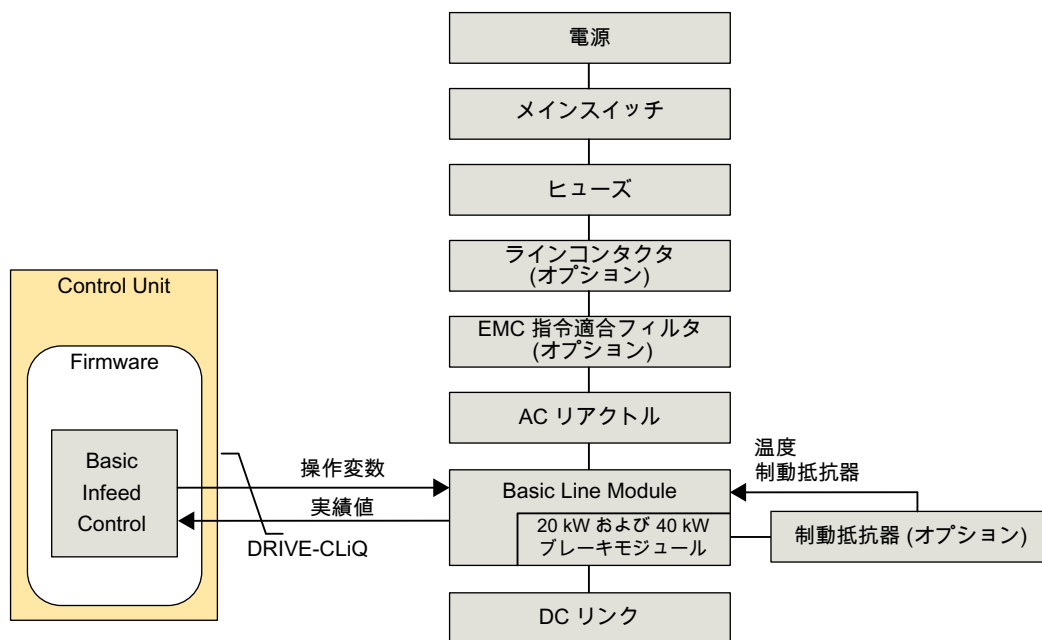 電源
メインスイッチ
ヒューズ
ラインコンタクタ
(オプション)
EMC 指令適合フィルタ
(オプション)
AC リアクトル
Control Unit
Firmware
Basic
Infeed
Control
操作変数
実績値
DRIVE-CLiQ
Basic Line Module
20 kW および 40 kW
ブレーキモジュール
温度
制動抵抗器
制動抵抗器 (オプション)
DC リンク